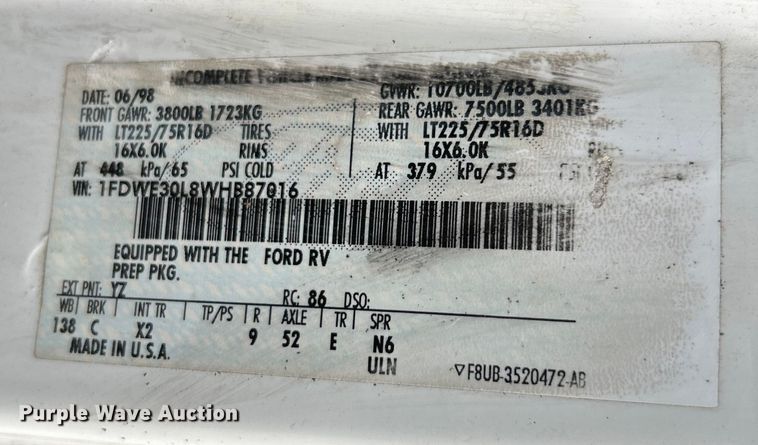 INCOMPLETE
DATE: 06/98 GVWR: 10700LB/4853KG
FRONT GAWR: 3800LB 1723KG REAR GAWR: 7500LB 3401KG
WITH LT225/75R16D TIRES WITH LT225/75R16D
16X6.0K RINS 16X6.0K
AT 448 kPa/65 PSI COLD AT 379 kPa/55
VIN: 1FDWE30L8WHB87016
EQUIPPED WITH THE FORD RV
PREP PKG.
EXT PNT: YZ RC: 86 DSO:
WB BRK INT TR TP/PS R AXLE TR SPR
138 C X2 9 52 E N6
MADE IN U.S.A. ULN
▽F8UB-3520472-AB
Purple Wave Auction